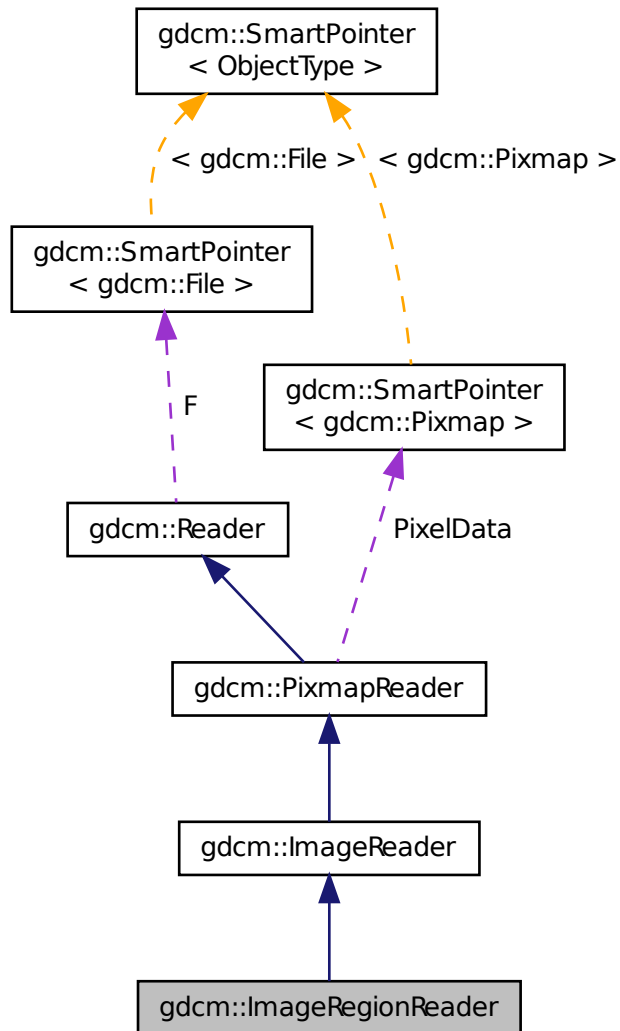 gdcm::SmartPointer
< ObjectType >
< gdcm::File >
< gdcm::Pixmap >
gdcm::SmartPointer
< gdcm::File >
gdcm::SmartPointer
< gdcm::Pixmap >
F
gdcm::Reader
PixelData
gdcm::PixmapReader
gdcm::ImageReader
gdcm::ImageRegionReader